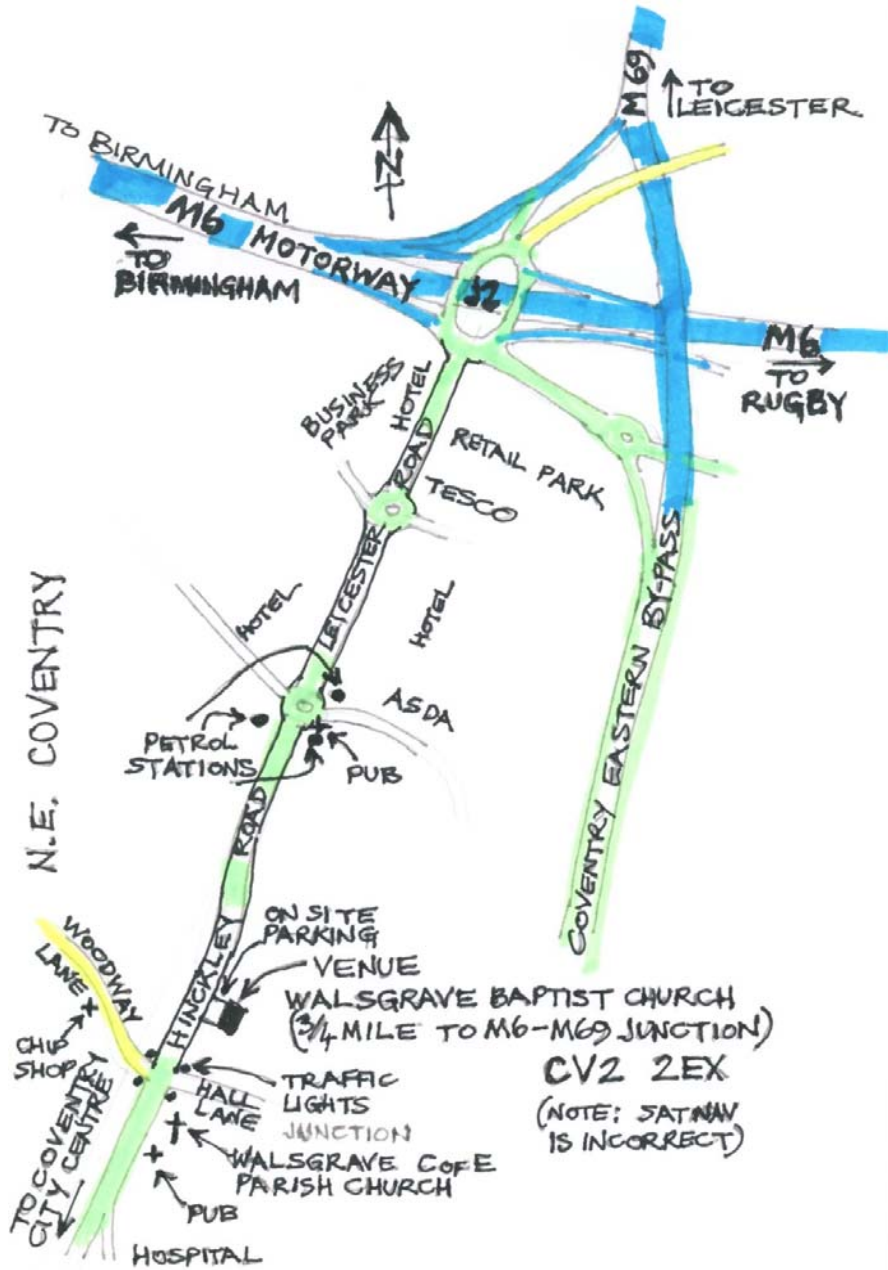 M69
TO
LEICESTER
N
TO BIRMINGHAM
M6
MOTORWAY
TO
BIRMINGHAM
J2
M6
TO
RUGBY
BUSINESS
PARK
HOTEL
RETAIL PARK
TESCO
LEICESTER ROAD
HOTEL
HOTEL
ASDA
PETROL
STATIONS
PUB
N.E. COVENTRY
COVENTRY EASTERN BY-PASS
HINCKLEY ROAD
ON SITE
PARKING
VENUE
WALSGRAVE BAPTIST CHURCH
(3/4 MILE TO M6-M69 JUNCTION)
CV2 2EX
(NOTE: SATNAV
IS INCORRECT)
WOODWAY
LANE
CHIP
SHOP
TRAFFIC
LIGHTS
JUNCTION
HALL
LANE
WALSGRAVE C OF E
PARISH CHURCH
PUB
TO COVENTRY
CITY CENTRE
HOSPITAL